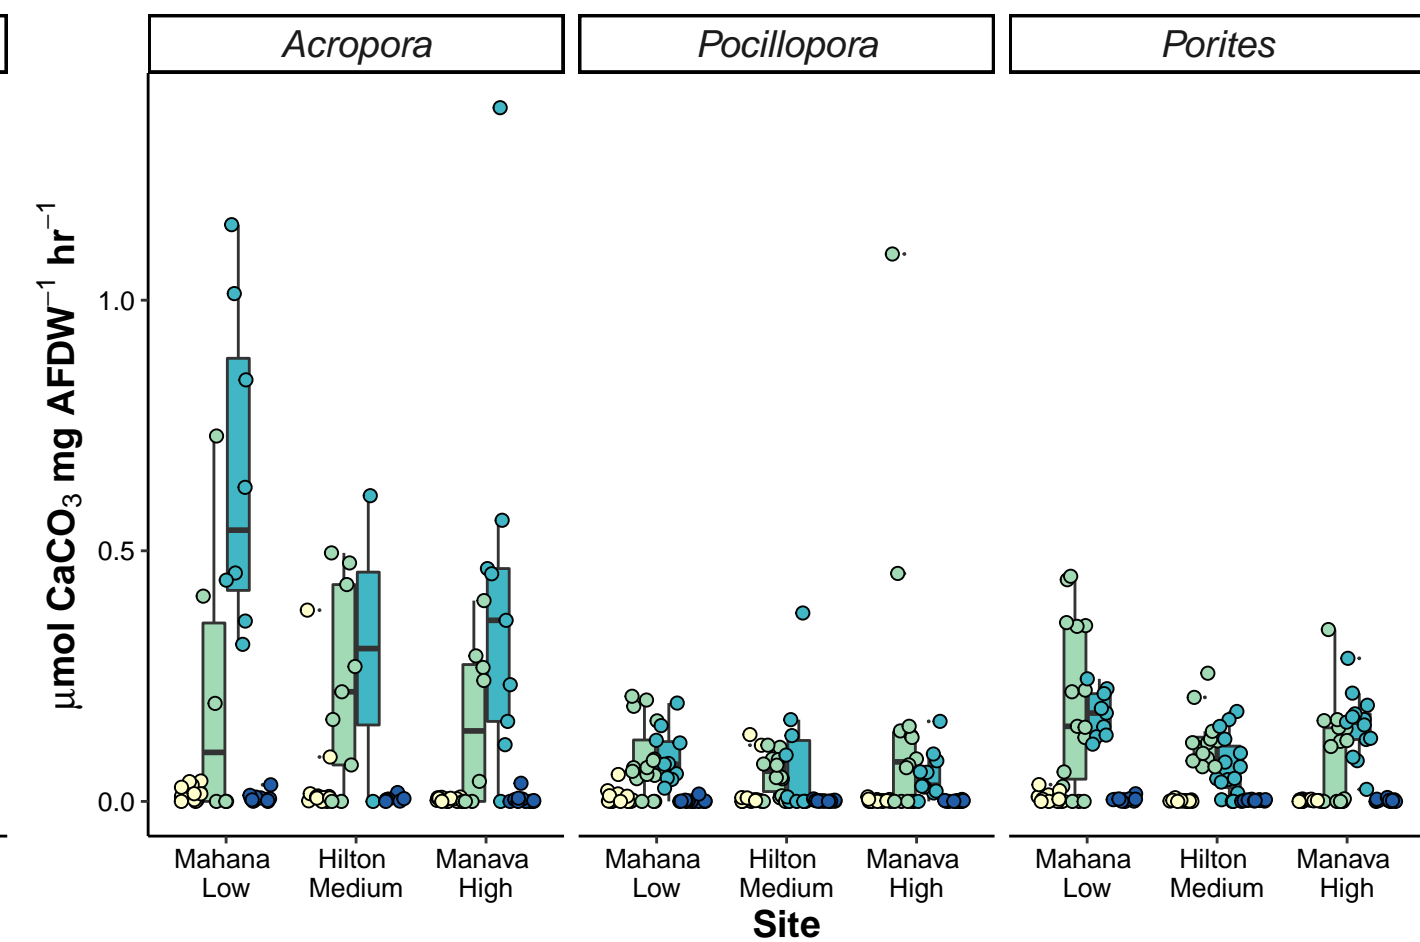 Acropora
Pocillopora
Porites
μmol CaCO₃ mg AFDW⁻¹ hr⁻¹
1.0
0.5
0.0
Mahana Hilton Manava Mahana Hilton Manava Mahana Hilton Manava
Low Medium High Low Medium High Low Medium High
Site